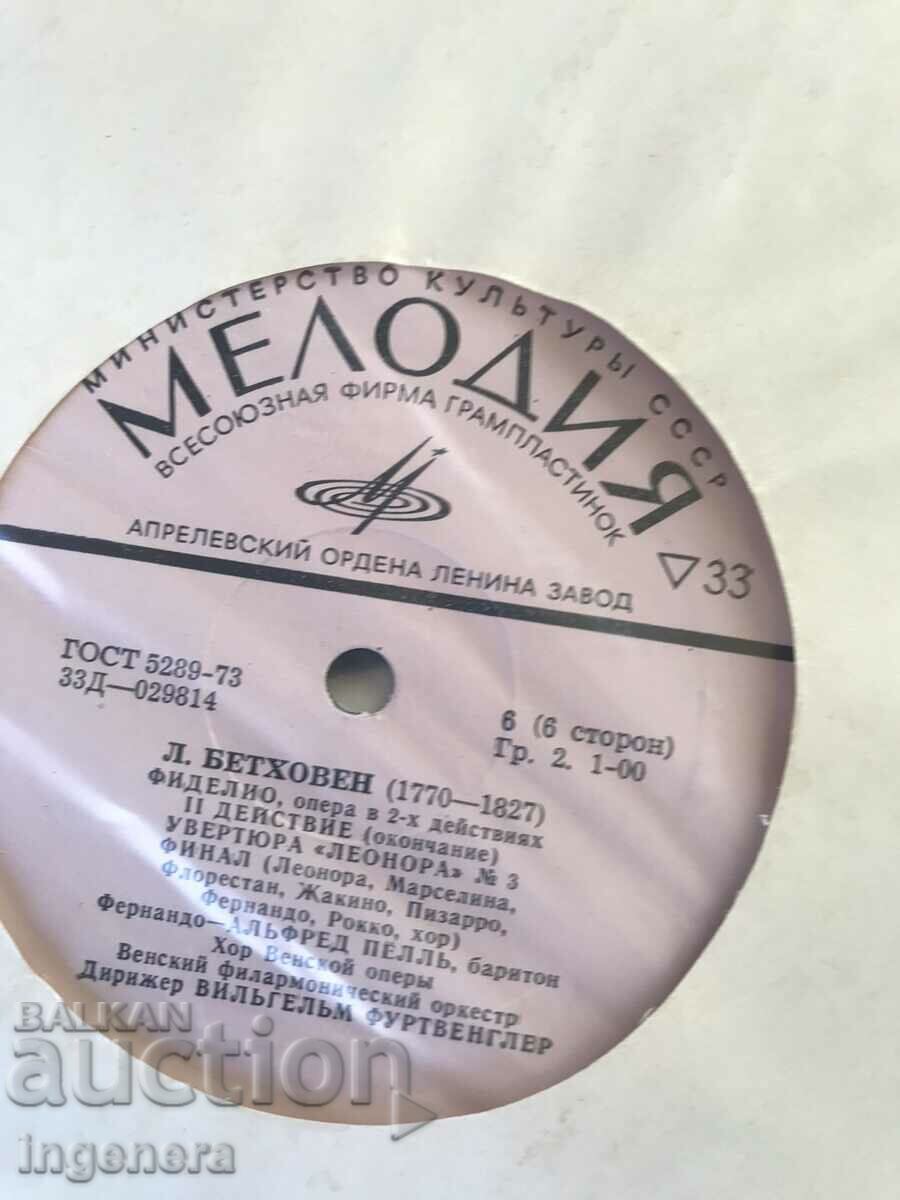 МИНИСТЕРСТВО КУЛЬТУРЫ СССР
МЕЛОДИЯ
ВСЕСОЮЗНАЯ ФИРМА ГРАМПЛАСТИНОК
АПРЕЛЕВСКИЙ ОРДЕНА ЛЕНИНА ЗАВОД
▽33
ГОСТ 5289-73
33Д—029814
6 (6 сторон)
Гр. 2. 1-00
Л. БЕТХОВЕН (1770—1827)
ФИДЕЛИО, опера в 2-х действиях
II ДЕЙСТВИЕ (окончание)
УВЕРТЮРА «ЛЕОНОРА» № 3
ФИНАЛ (Леонора, Марселина,
Флорестан, Жакино, Пизарро,
Фернандо, Рокко, хор)
Фернандо—АЛЬФРЕД ПЕЛЛЬ, баритон
Хор Венской оперы
Венский филармонический оркестр
Дирижер ВИЛЬГЕЛЬМ ФУРТВЕНГЛЕР
BALKAN
auction
ingenera